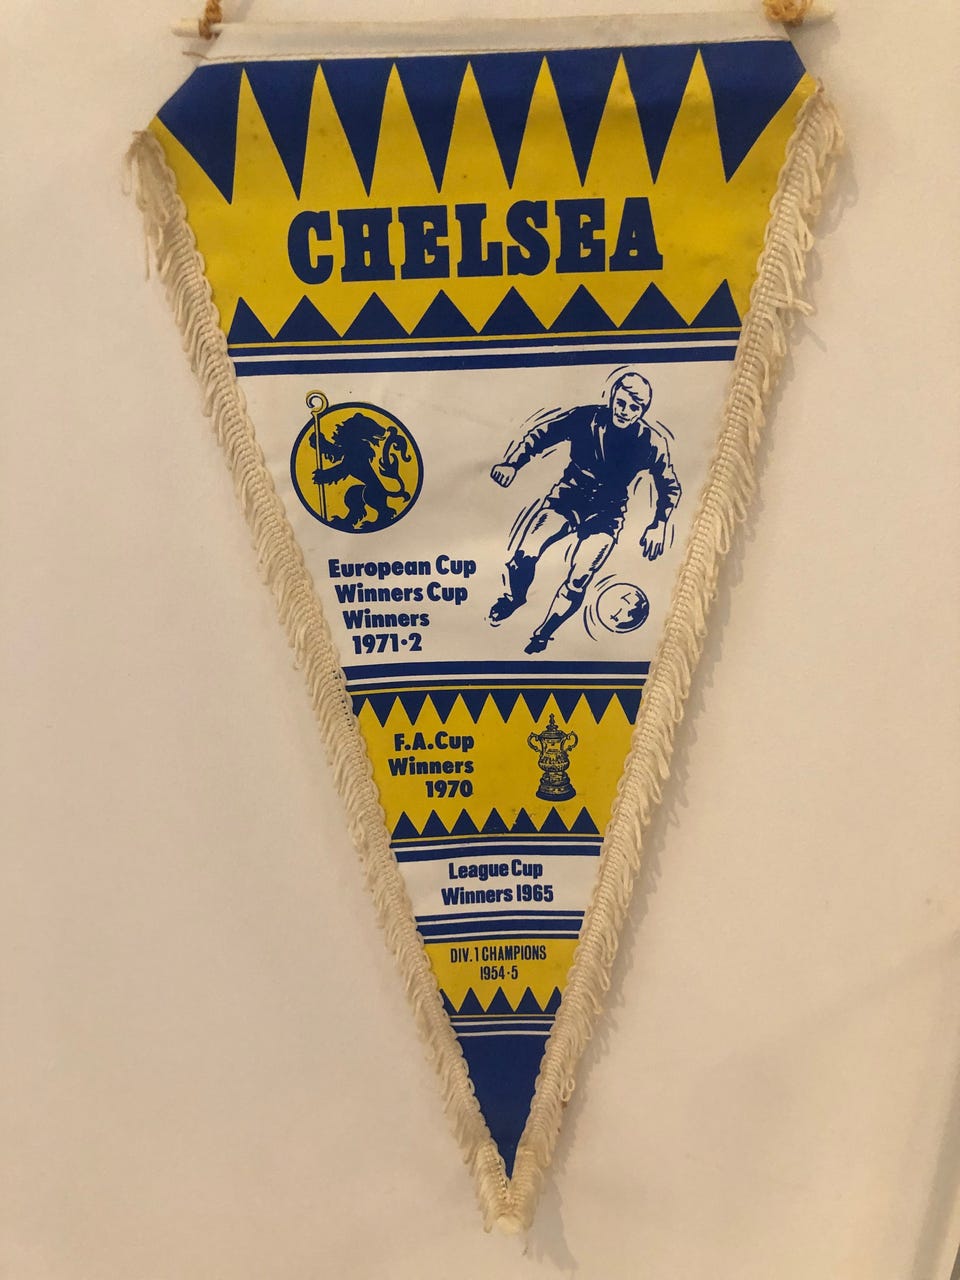 CHELSEA
European Cup
Winners Cup
Winners
1971·2
F.A.Cup
Winners
1970
League Cup
Winners 1965
DIV. 1 CHAMPIONS
1954·5